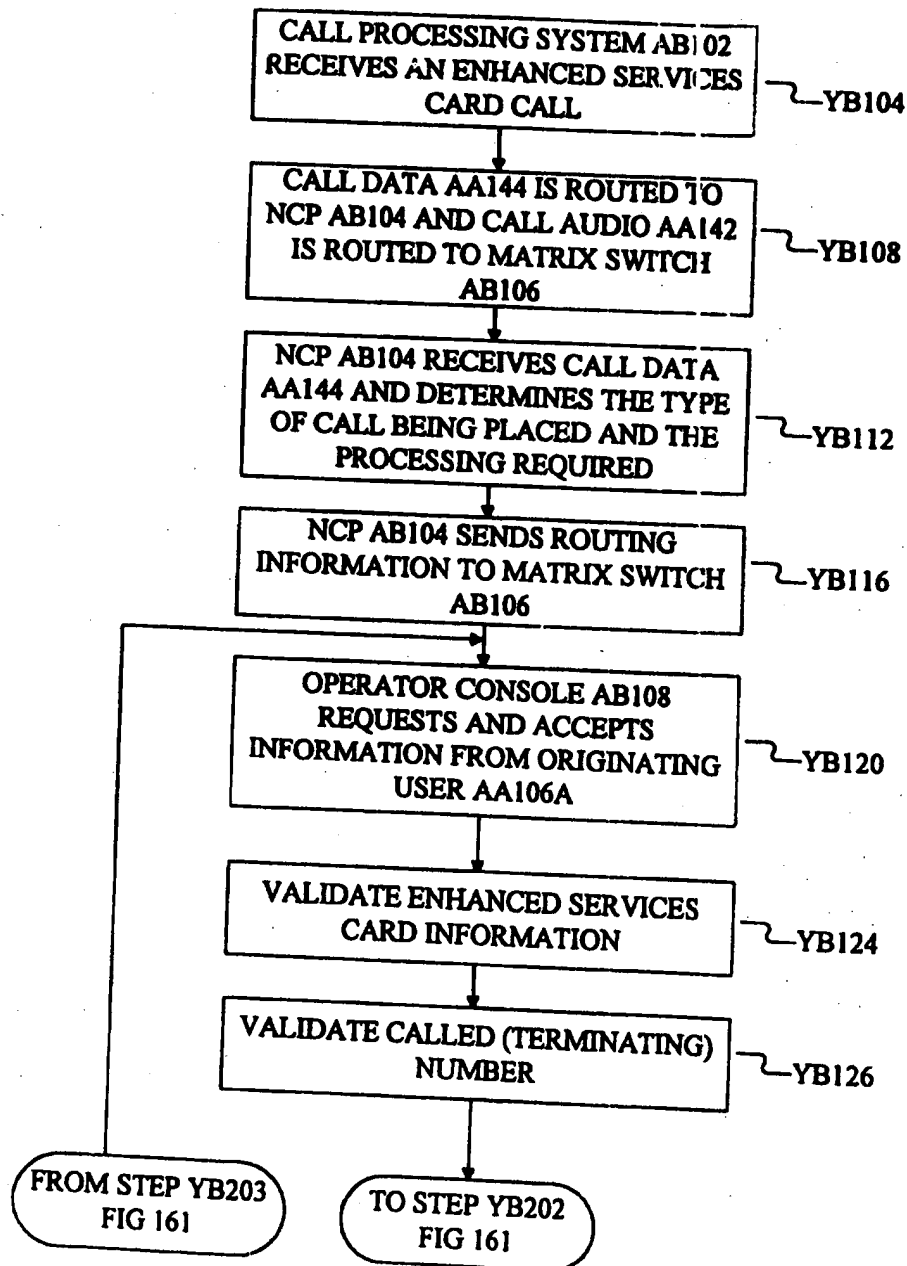 CALL PROCESSING SYSTEM AB102
RECEIVES AN ENHANCED SERVICES
CARD CALL
YB104
CALL DATA AA144 IS ROUTED TO
NCP AB104 AND CALL AUDIO AA142
IS ROUTED TO MATRIX SWITCH
AB106
YB108
NCP AB104 RECEIVES CALL DATA
AA144 AND DETERMINES THE TYPE
OF CALL BEING PLACED AND THE
PROCESSING REQUIRED
YB112
NCP AB104 SENDS ROUTING
INFORMATION TO MATRIX SWITCH
AB106
YB116
OPERATOR CONSOLE AB108
REQUESTS AND ACCEPTS
INFORMATION FROM ORIGINATING
USER AA106A
YB120
VALIDATE ENHANCED SERVICES
CARD INFORMATION
YB124
VALIDATE CALLED (TERMINATING)
NUMBER
YB126
FROM STEP YB203
FIG 161
TO STEP YB202
FIG 161